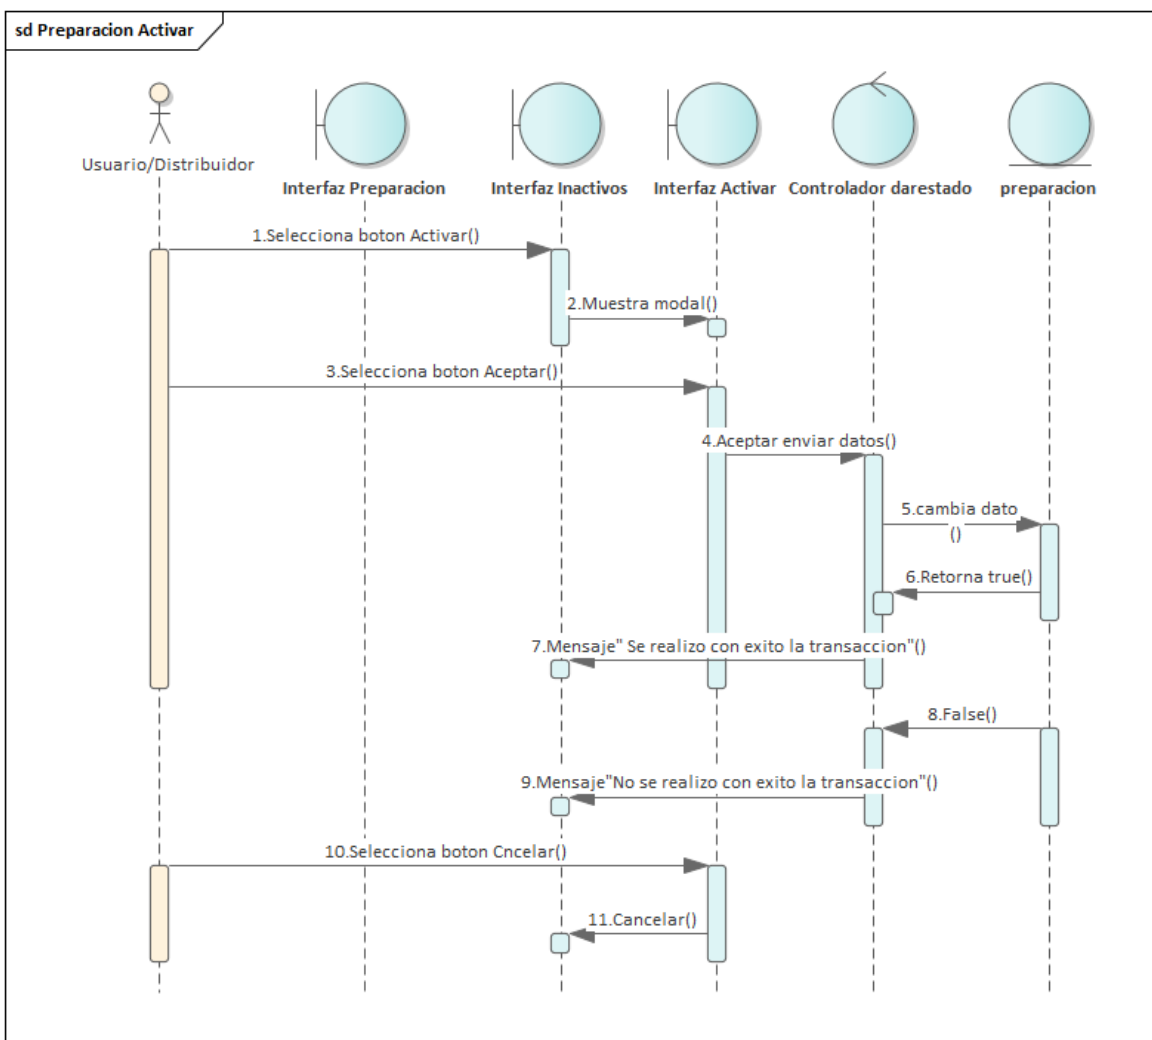 sd Preparacion Activar
Usuario/Distribuidor
Interfaz Preparacion
Interfaz Inactivos
Interfaz Activar
Controlador darestado
preparacion
1.Selecciona boton Activar()
2.Muestra modal()
3.Selecciona boton Aceptar()
4.Aceptar enviar datos()
5.cambia dato
()
6.Retorna true()
7.Mensaje" Se realizo con exito la transaccion"()
8.False()
9.Mensaje"No se realizo con exito la transaccion"()
10.Selecciona boton Cncelar()
11.Cancelar()